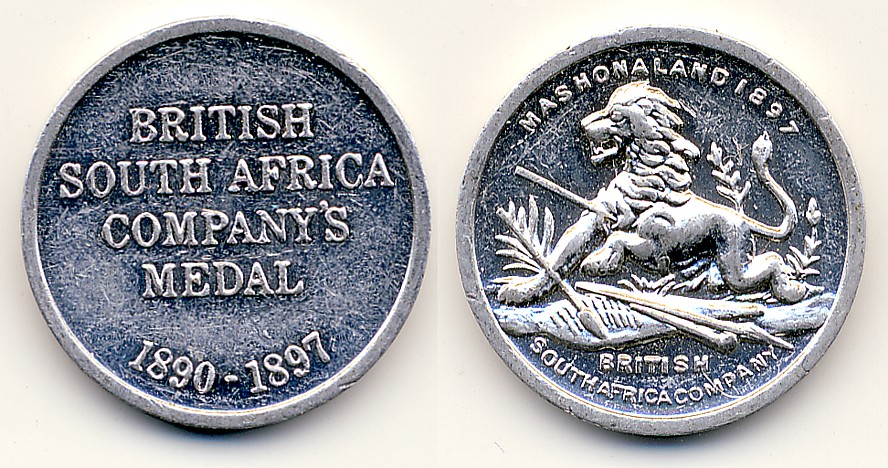 BRITISH
SOUTH AFRICA
COMPANY'S
MEDAL
1890-1897
MASHONALAND 1897
BRITISH
SOUTH AFRICA COMPANY